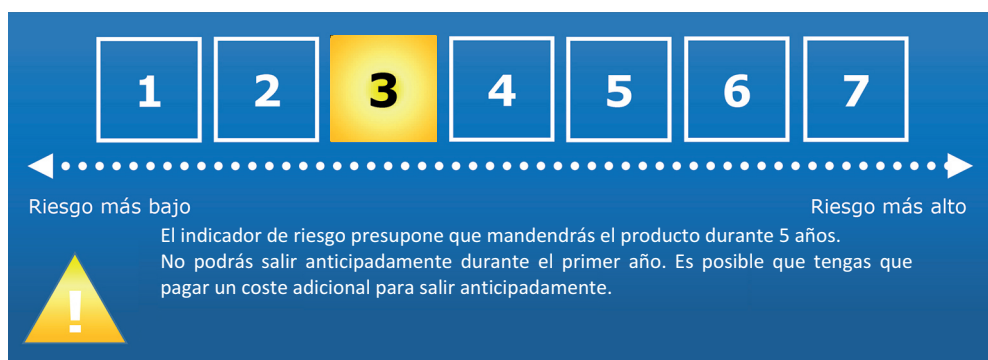 1 2 3 4 5 6 7
Riesgo más bajo Riesgo más alto
El indicador de riesgo presupone que mandendrás el producto durante 5 años.
No podrás salir anticipadamente durante el primer año. Es posible que tengas que
pagar un coste adicional para salir anticipadamente.
!